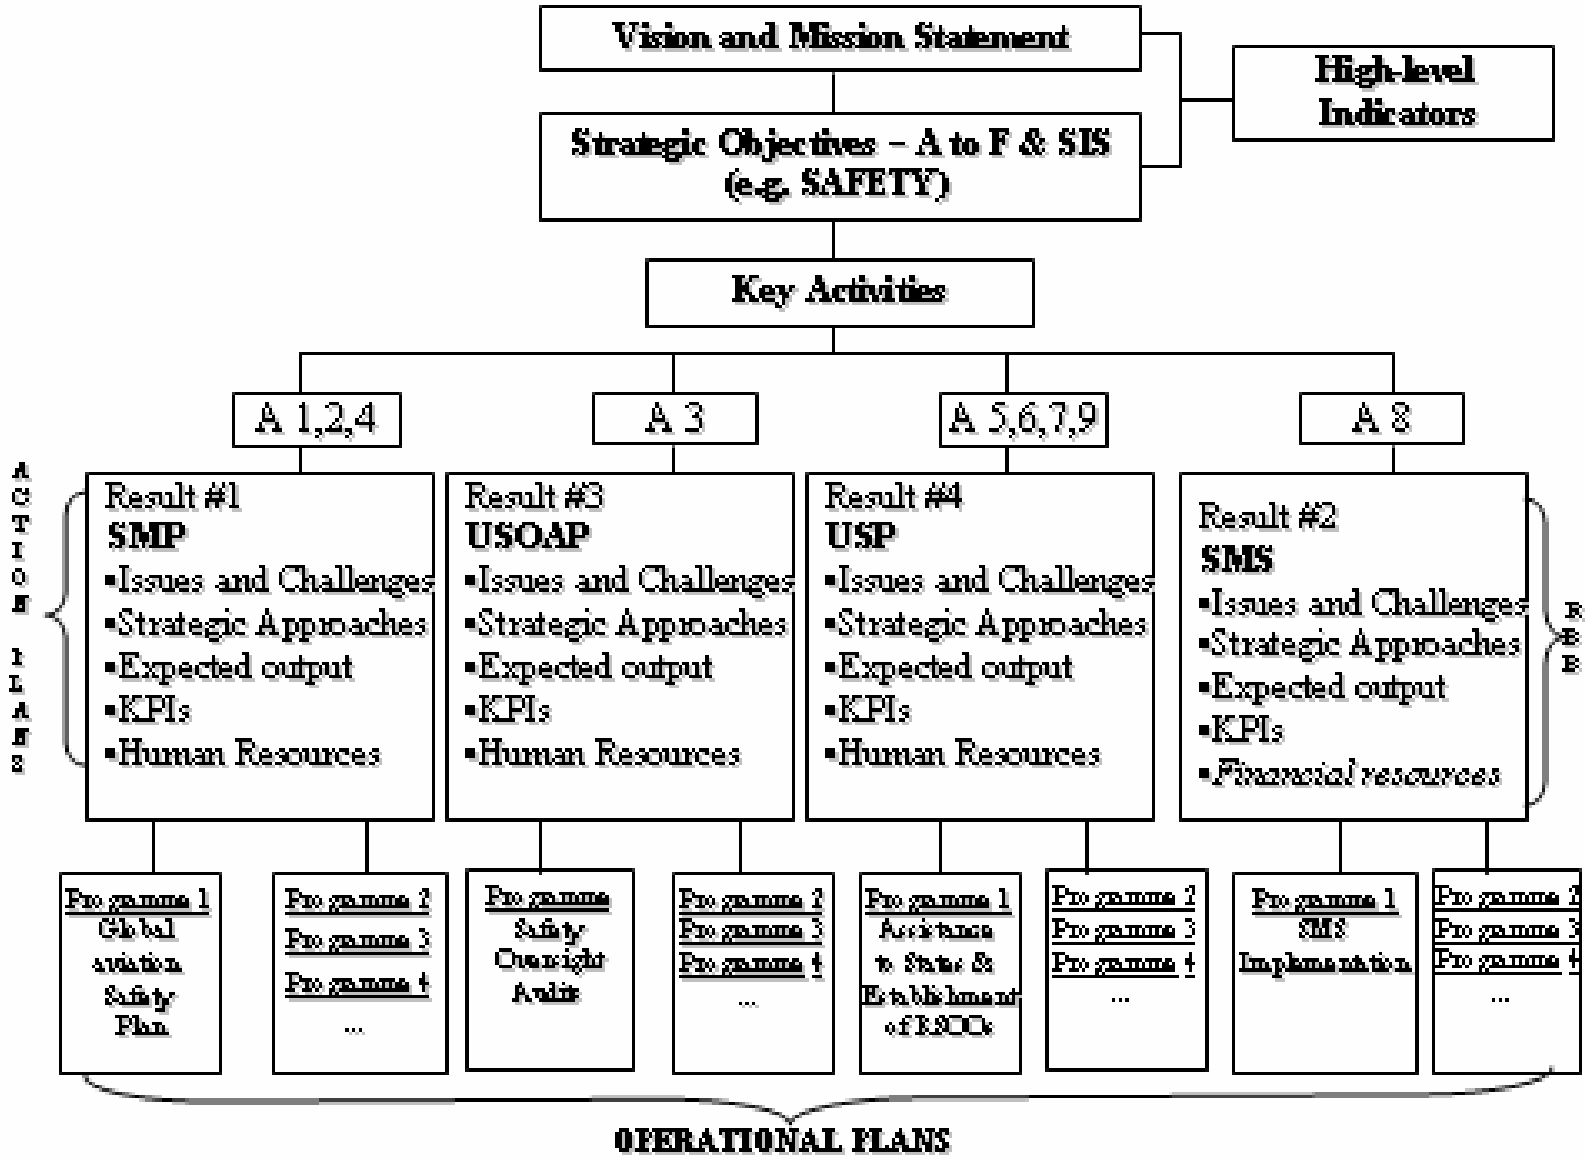 Vision and Mission Statement
High-level
Indicators
Strategic Objectives – A to F & SIS
(e.g. SAFETY)
Key Activities
A 1,2,4
A 3
A 5,6,7,9
A 8
ACTION PLANS
Result #1
SMP
▪Issues and Challenges
▪Strategic Approaches
▪Expected output
▪KPIs
▪Human Resources
Result #3
USOAP
▪Issues and Challenges
▪Strategic Approaches
▪Expected output
▪KPIs
▪Human Resources
Result #4
USP
▪Issues and Challenges
▪Strategic Approaches
▪Expected output
▪KPIs
▪Human Resources
Result #2
SMS
▪Issues and Challenges
▪Strategic Approaches
▪Expected output
▪KPIs
▪Financial resources
Programme 1
Global
aviation
Safety
Plan
Programme 2
Programme 3
Programme 4
...
Programme
Safety
Oversight
Audits
Programme 2
Programme 3
Programme 4
...
Programme 1
Assistance
to States &
Establishment
of RSOOs
Programme 2
Programme 3
Programme 4
...
Programme 1
SMS
Implementation
Programme 2
Programme 3
Programme 4
...
OPERATIONAL PLANS